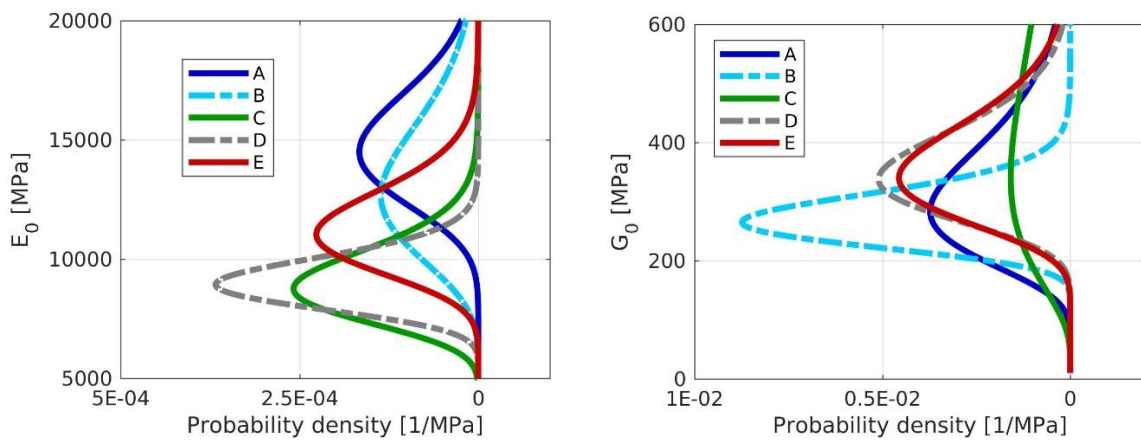 20000
15000
10000
5000
E0 [MPa]
A
B
C
D
E
5E-04
2.5E-04
0
Probability density [1/MPa]
600
400
200
0
G0 [MPa]
A
B
C
D
E
1E-02
0.5E-02
0
Probability density [1/MPa]